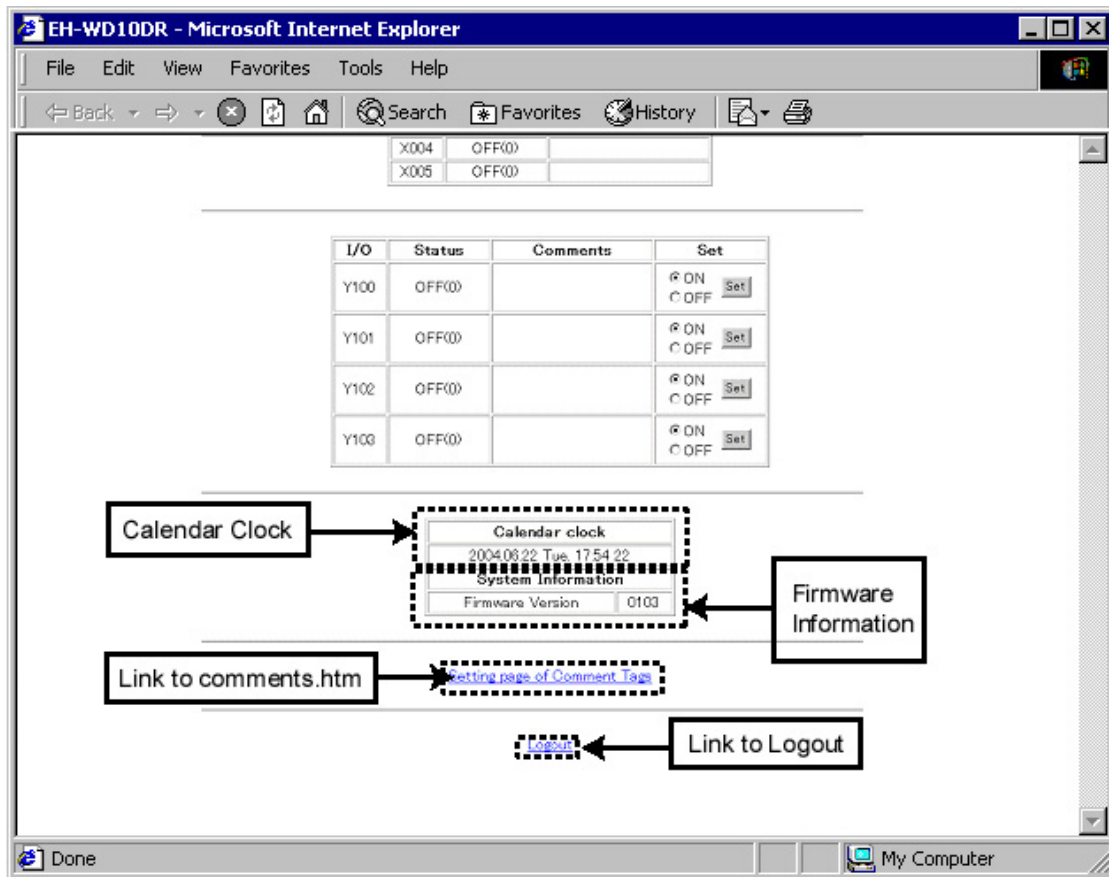 EH-WD10DR - Microsoft Internet Explorer
File Edit View Favorites Tools Help
Back Search Favorites History
X004 OFF(0)
X005 OFF(0)
I/O Status Comments Set
Y100 OFF(0) ON OFF Set
Y101 OFF(0) ON OFF Set
Y102 OFF(0) ON OFF Set
Y103 OFF(0) ON OFF Set
Calendar Clock
Calendar clock
2004.06.22 Tue. 17:54 22
System Information
Firmware Version 0103
Firmware
Information
Link to comments.htm
Setting page of Comment Tags
Logout
Link to Logout
Done My Computer